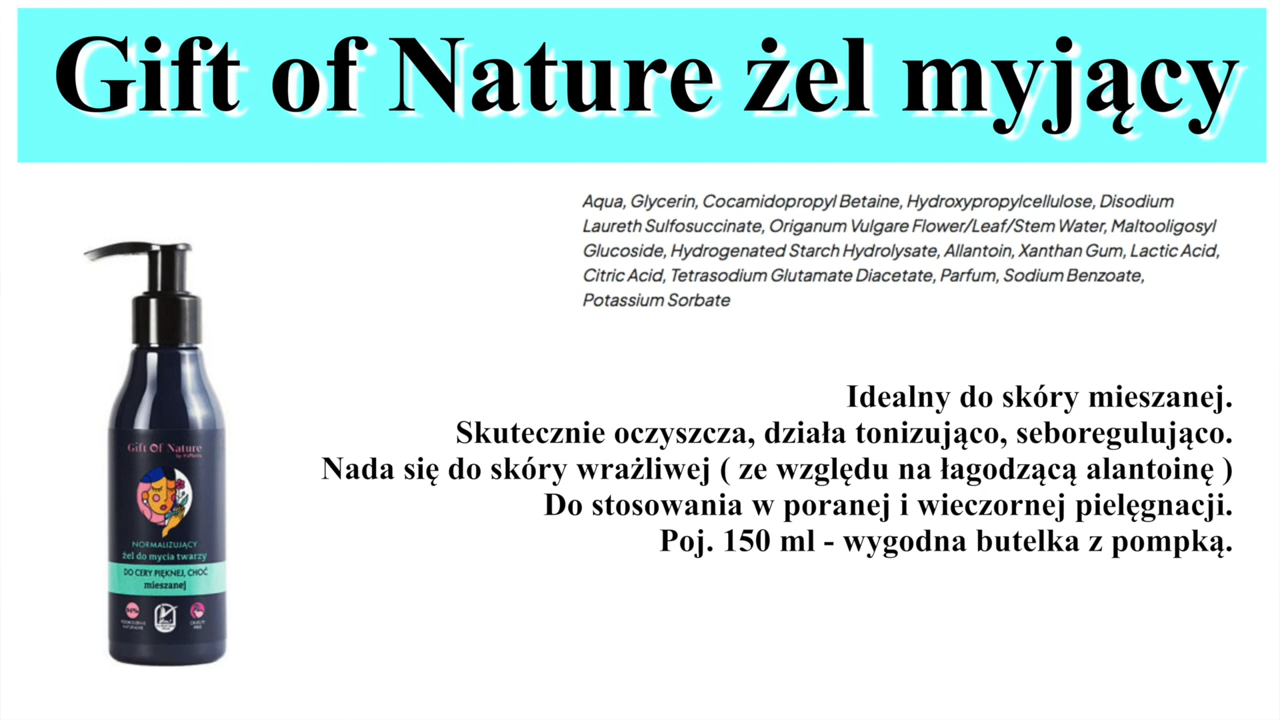 Gift of Nature żel myjący
Aqua, Glycerin, Cocamidopropyl Betaine, Hydroxypropylcellulose, Disodium
Laureth Sulfosuccinate, Origanum Vulgare Flower/Leaf/Stem Water, Maltooligosyl
Glucoside, Hydrogenated Starch Hydrolysate, Allantoin, Xanthan Gum, Lactic Acid,
Citric Acid, Tetrasodium Glutamate Diacetate, Parfum, Sodium Benzoate,
Potassium Sorbate
Idealny do skóry mieszanej.
Skutecznie oczyszcza, działa tonizująco, seboregulująco.
Nada się do skóry wrażliwej ( ze względu na łagodzącą alantoinę )
Do stosowania w poranej i wieczornej pielęgnacji.
Poj. 150 ml - wygodna butelka z pompką.
Gift Of Nature
NORMALIZUJĄCY
żel do mycia twarzy
DO CERY PIĘKNEJ, CHOĆ
mieszanej